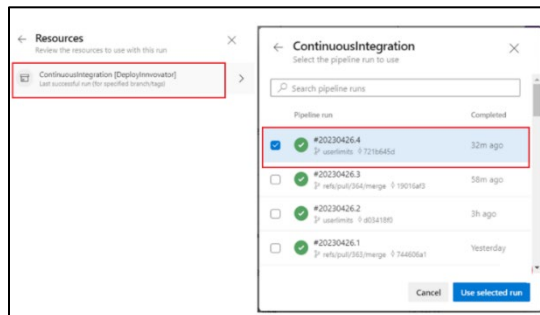 Resources
Review the resources to use with this run
ContinuousIntegration [DeployInnvovator]
Last successful run (for specified branch/tags)
ContinuousIntegration
Select the pipeline run to use
Search pipeline runs
Pipeline run Completed
#20230426.4
userlimits 721b645d
32m ago
#20230426.3
refs/pull/364/merge 19016af3
58m ago
#20230426.2
userlimits d03418f0
3h ago
#20230426.1
refs/pull/363/merge 744606a1
Yesterday
Cancel Use selected run